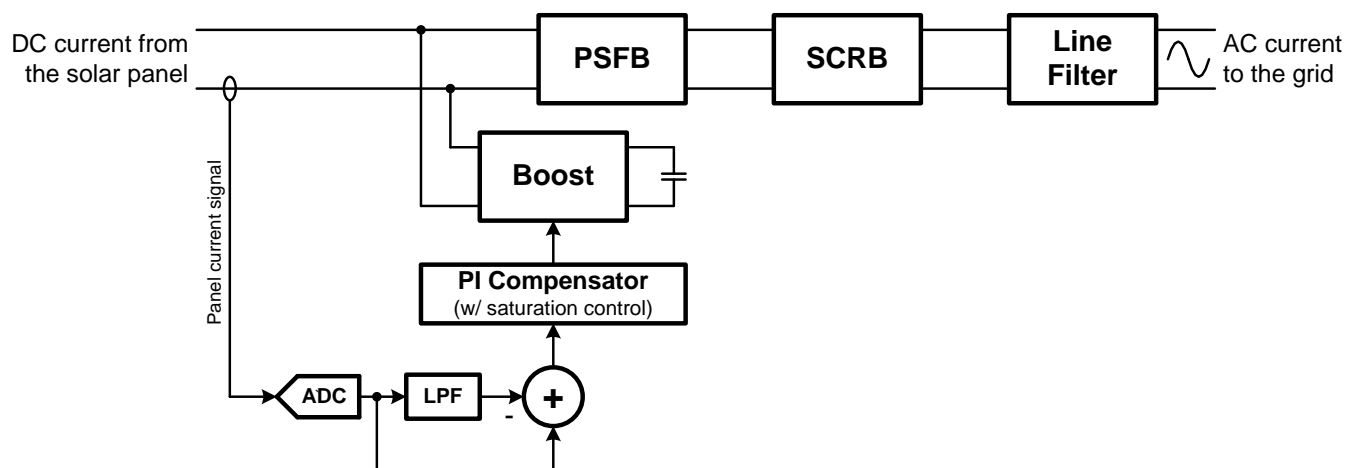 DC current from
the solar panel
PSFB
SCRB
Line
Filter
AC current
to the grid
Boost
Panel current signal
PI Compensator
(w/ saturation control)
ADC
LPF
+
-